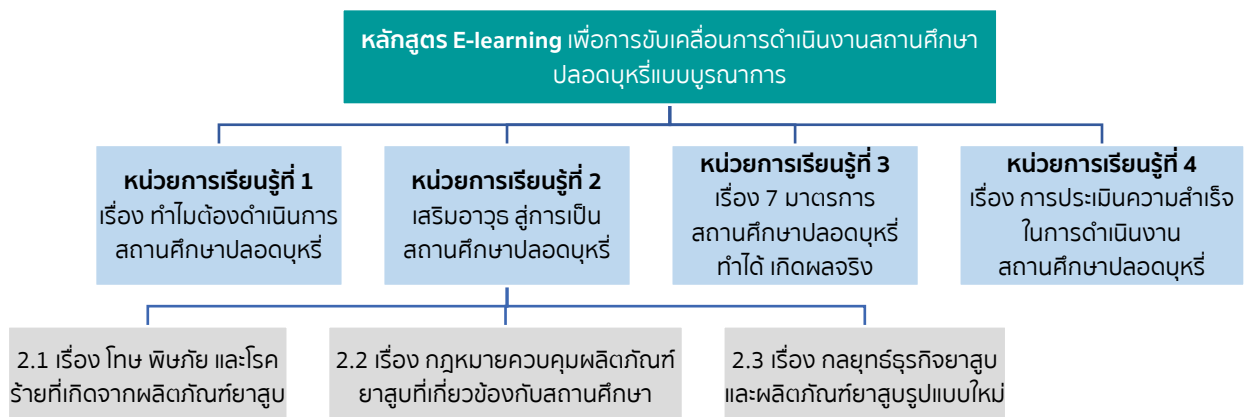 หลักสูตร E-learning เพื่อการขับเคลื่อนการดำเนินงานสถานศึกษา
ปลอดบุหรี่แบบบูรณาการ
หน่วยการเรียนรู้ที่ 1
เรื่อง ทำไมต้องดำเนินการ
สถานศึกษาปลอดบุหรี่
หน่วยการเรียนรู้ที่ 2
เสริมอาวุธ สู่การเป็น
สถานศึกษาปลอดบุหรี่
หน่วยการเรียนรู้ที่ 3
เรื่อง 7 มาตรการ
สถานศึกษาปลอดบุหรี่
ทำได้ เกิดผลจริง
หน่วยการเรียนรู้ที่ 4
เรื่อง การประเมินความสำเร็จ
ในการดำเนินงาน
สถานศึกษาปลอดบุหรี่
2.1 เรื่อง โทษ พิษภัย และโรค
ร้ายที่เกิดจากผลิตภัณฑ์ยาสูบ
2.2 เรื่อง กฎหมายควบคุมผลิตภัณฑ์
ยาสูบที่เกี่ยวข้องกับสถานศึกษา
2.3 เรื่อง กลยุทธ์ธุรกิจยาสูบ
และผลิตภัณฑ์ยาสูบรูปแบบใหม่